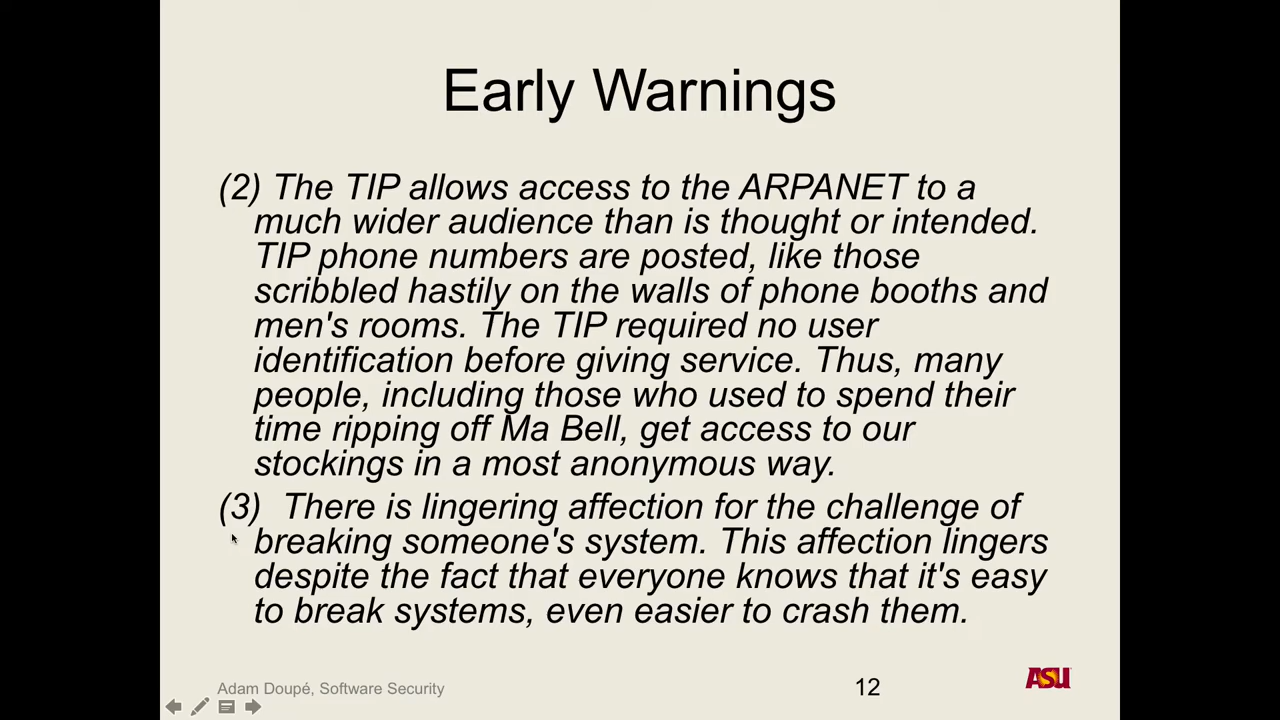 Early Warnings
(2) The TIP allows access to the ARPANET to a
much wider audience than is thought or intended.
TIP phone numbers are posted, like those
scribbled hastily on the walls of phone booths and
men's rooms. The TIP required no user
identification before giving service. Thus, many
people, including those who used to spend their
time ripping off Ma Bell, get access to our
stockings in a most anonymous way.
(3) There is lingering affection for the challenge of
breaking someone's system. This affection lingers
despite the fact that everyone knows that it's easy
to break systems, even easier to crash them.
Adam Doupé, Software Security
12
ASU